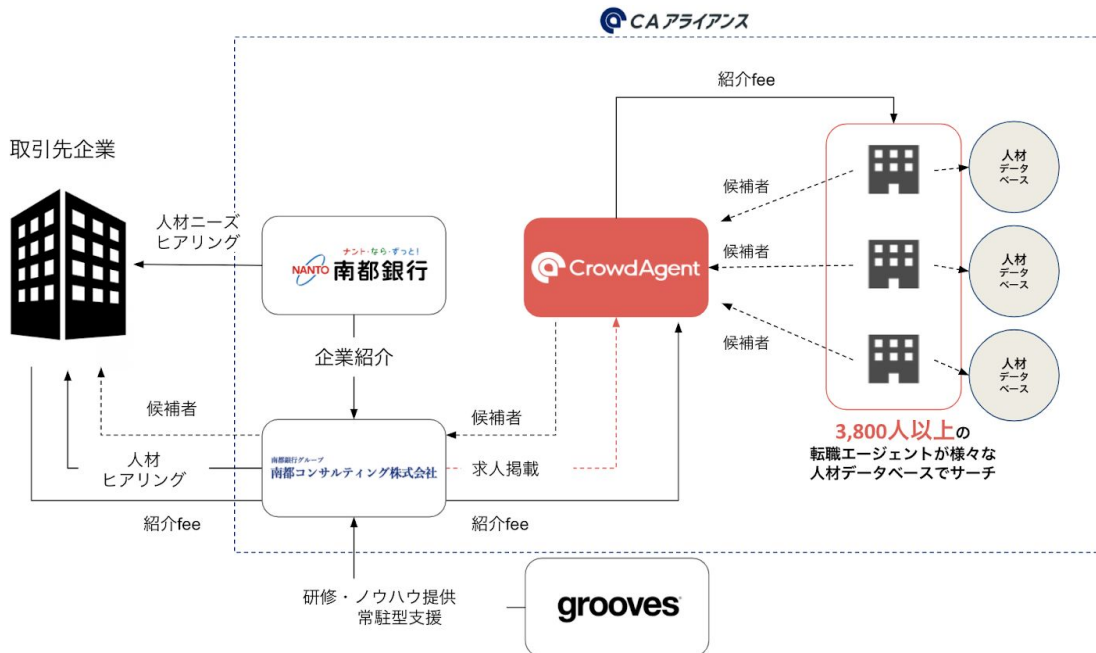 CAアライアンス
紹介fee
取引先企業
人材ニーズ
ヒアリング
ナント・なら・ずっと!
NANTO 南都銀行
CrowdAgent
候補者
候補者
候補者
人材
データ
ベース
人材
データ
ベース
人材
データ
ベース
企業紹介
候補者
候補者
人材
ヒアリング
南都銀行グループ
南都コンサルティング株式会社
求人掲載
3,800人以上の
転職エージェントが様々な
人材データベースでサーチ
紹介fee
紹介fee
研修・ノウハウ提供
常駐型支援
grooves